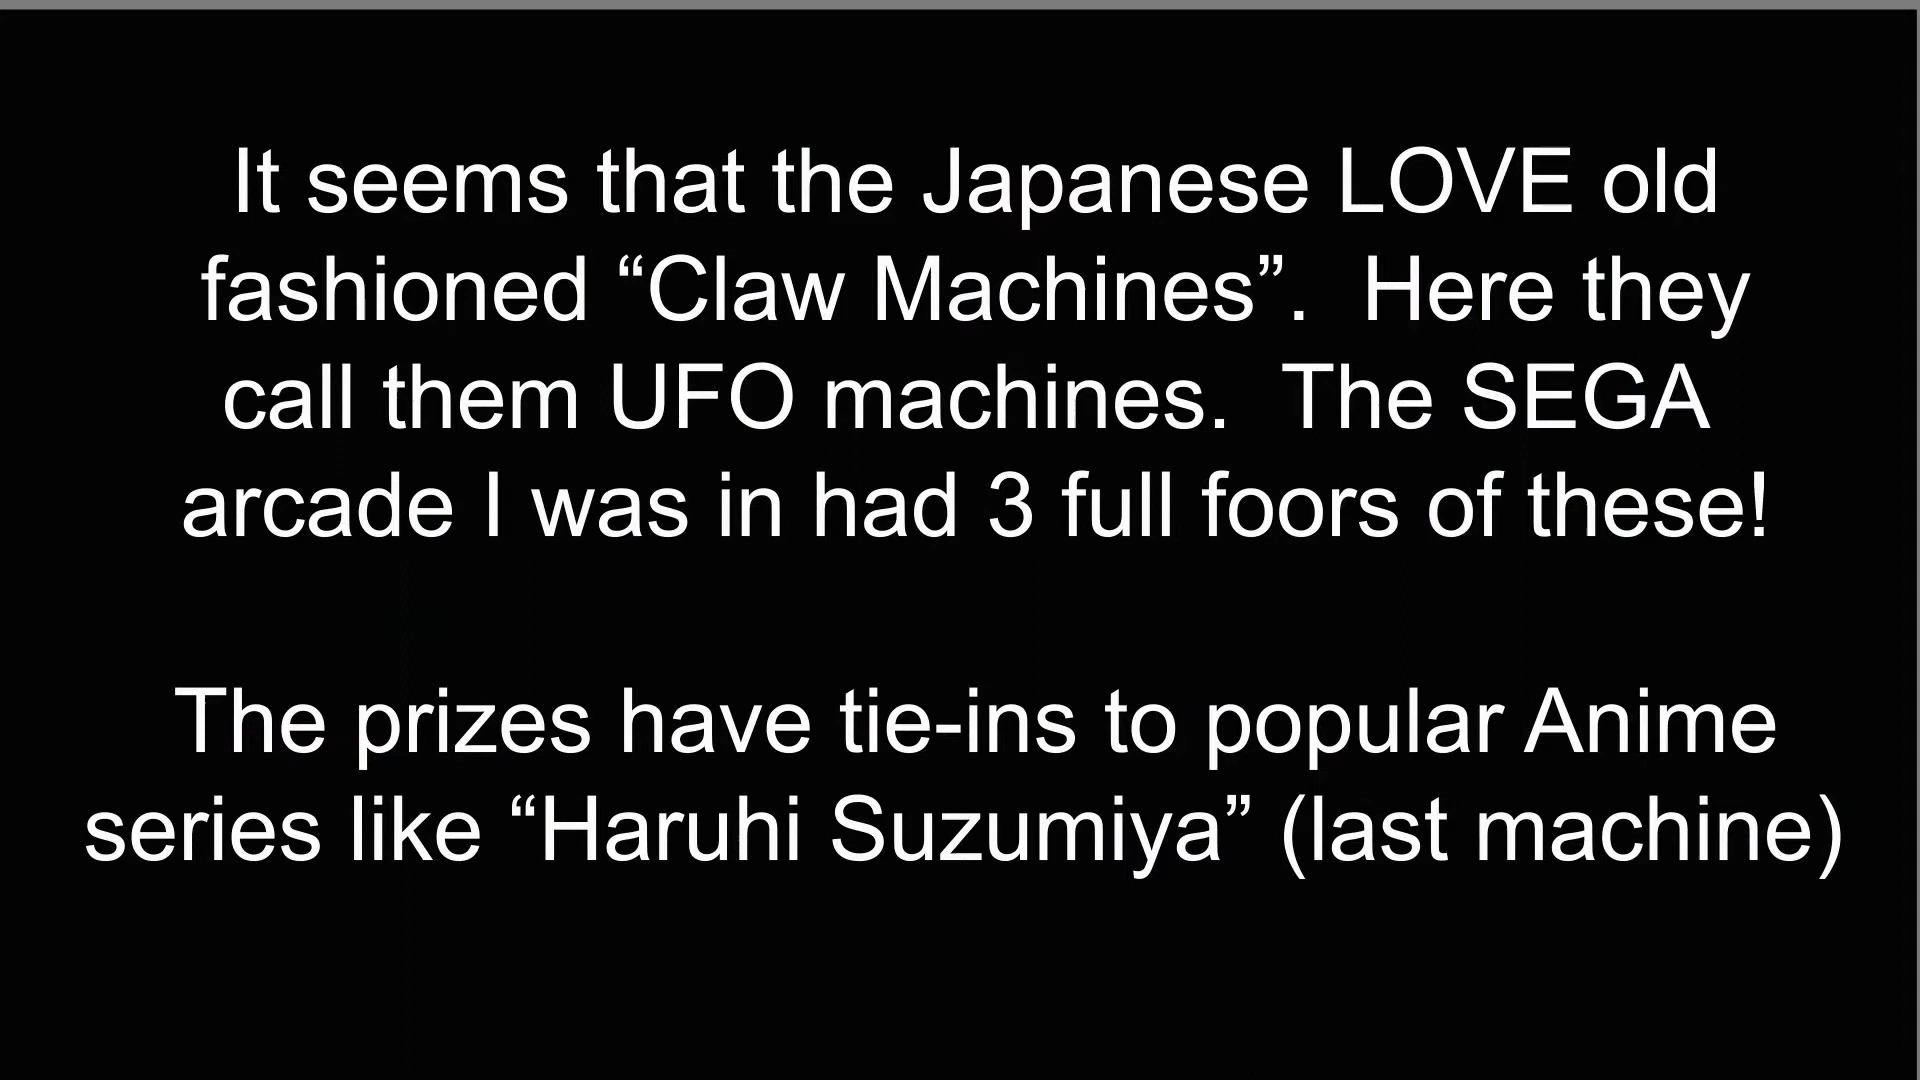 It seems that the Japanese LOVE old
fashioned “Claw Machines”.  Here they
call them UFO machines.  The SEGA
arcade I was in had 3 full foors of these!
The prizes have tie-ins to popular Anime
series like “Haruhi Suzumiya” (last machine)